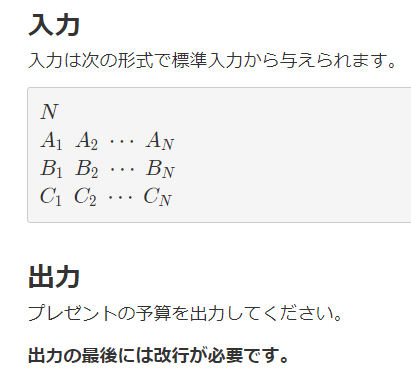 入力
入力は次の形式で標準入力から与えられます。
N
A₁ A₂ ⋯ A_N
B₁ B₂ ⋯ B_N
C₁ C₂ ⋯ C_N
出力
プレゼントの予算を出力してください。
出力の最後には改行が必要です。